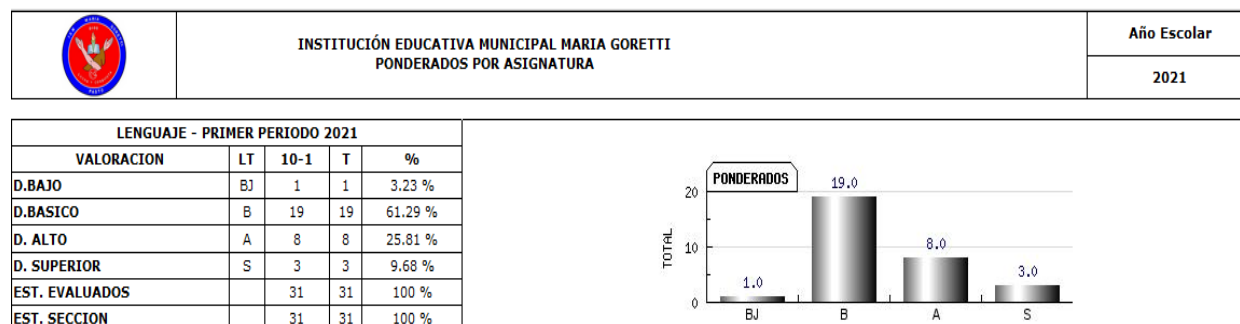 INSTITUCIÓN EDUCATIVA MUNICIPAL MARIA GORETTI
PONDERADOS POR ASIGNATURA
Año Escolar
2021
LENGUAJE - PRIMER PERIODO 2021
VALORACION LT 10-1 T %
D.BAJO BJ 1 1 3.23 %
D.BASICO B 19 19 61.29 %
D. ALTO A 8 8 25.81 %
D. SUPERIOR S 3 3 9.68 %
EST. EVALUADOS 31 31 100 %
EST. SECCION 31 31 100 %
PONDERADOS
TOTAL
20
10
0
1.0
19.0
8.0
3.0
BJ B A S